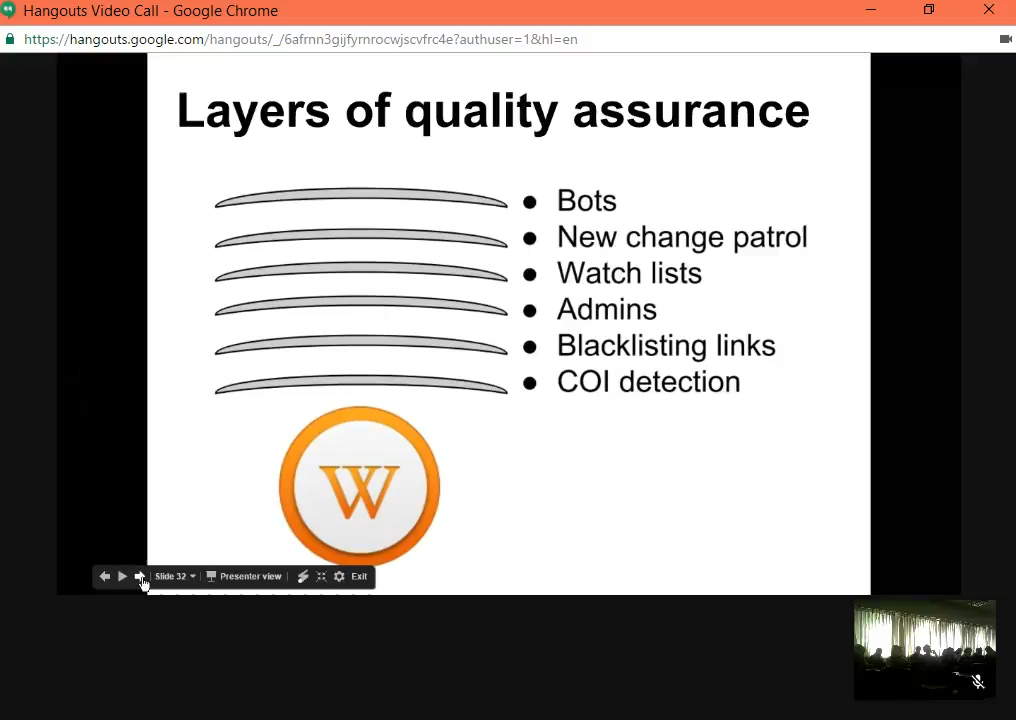 Hangouts Video Call - Google Chrome
https://hangouts.google.com/hangouts/_/6afrnn3gijfyrnrocwjscvfrc4e?authuser=1&hl=en
Layers of quality assurance
● Bots
● New change patrol
● Watch lists
● Admins
● Blacklisting links
● COI detection
W
Slide 32 Presenter view Exit